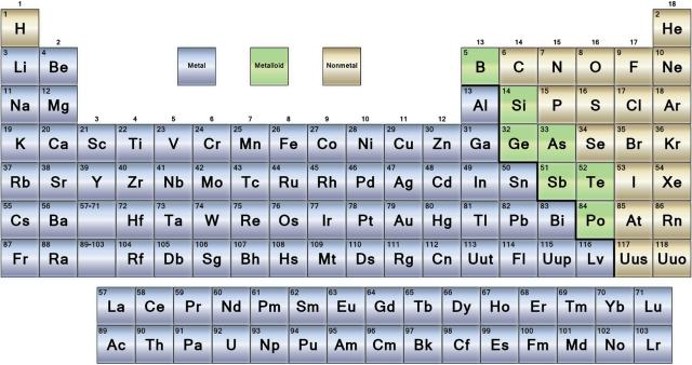 1 18
1 H 2 He
2 13 14 15 16 17
3 Li 4 Be Metal Metalloid Nonmetal 5 B 6 C 7 N 8 O 9 F 10 Ne
11 Na 12 Mg 13 Al 14 Si 15 P 16 S 17 Cl 18 Ar
3 4 5 6 7 8 9 10 11 12
19 K 20 Ca 21 Sc 22 Ti 23 V 24 Cr 25 Mn 26 Fe 27 Co 28 Ni 29 Cu 30 Zn 31 Ga 32 Ge 33 As 34 Se 35 Br 36 Kr
37 Rb 38 Sr 39 Y 40 Zr 41 Nb 42 Mo 43 Tc 44 Ru 45 Rh 46 Pd 47 Ag 48 Cd 49 In 50 Sn 51 Sb 52 Te 53 I 54 Xe
55 Cs 56 Ba 57-71 72 Hf 73 Ta 74 W 75 Re 76 Os 77 Ir 78 Pt 79 Au 80 Hg 81 Tl 82 Pb 83 Bi 84 Po 85 At 86 Rn
87 Fr 88 Ra 89-103 104 Rf 105 Db 106 Sg 107 Bh 108 Hs 109 Mt 110 Ds 111 Rg 112 Cn 113 Uut 114 Fl 115 Uup 116 Lv 117 Uus 118 Uuo
57 La 58 Ce 59 Pr 60 Nd 61 Pm 62 Sm 63 Eu 64 Gd 65 Tb 66 Dy 67 Ho 68 Er 69 Tm 70 Yb 71 Lu
89 Ac 90 Th 91 Pa 92 U 93 Np 94 Pu 95 Am 96 Cm 97 Bk 98 Cf 99 Es 100 Fm 101 Md 102 No 103 Lr